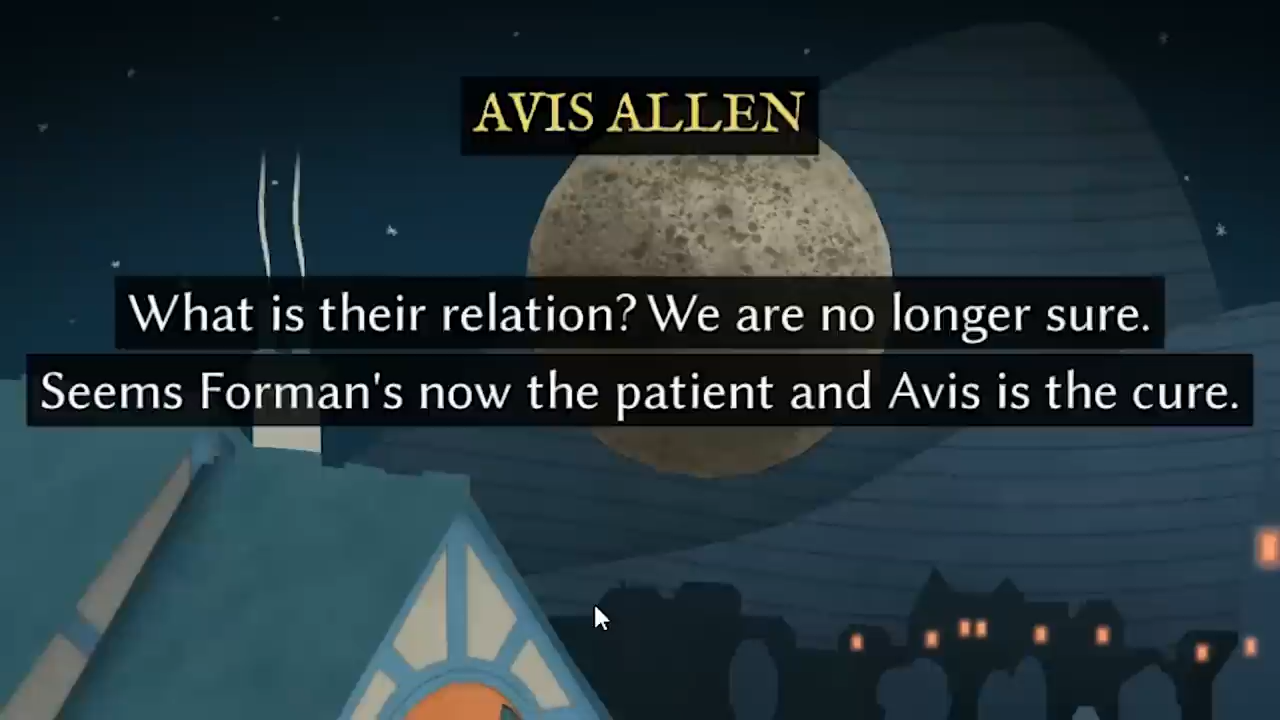 AVIS ALLEN
What is their relation? We are no longer sure.
Seems Forman's now the patient and Avis is the cure.